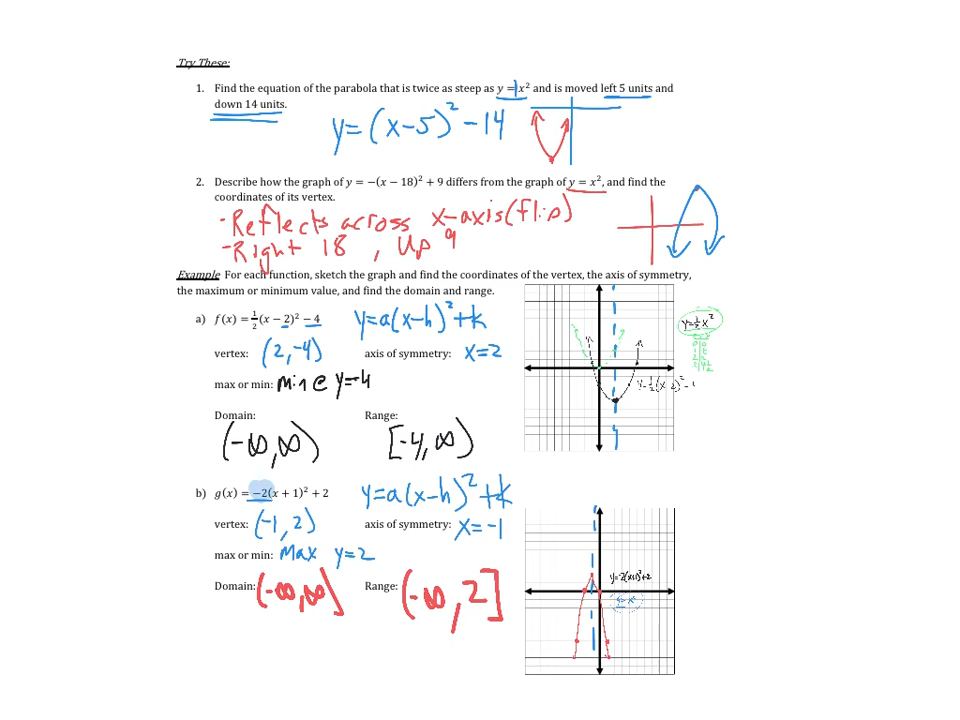 Try These:
1. Find the equation of the parabola that is twice as steep as y = x² and is moved left 5 units and
down 14 units.
y=(x-5)²-14
2. Describe how the graph of y = −(x − 18)² + 9 differs from the graph of y = x², and find the
coordinates of its vertex.
-Reflects across x-axis(flip)
-Right 18, Up 9
Example For each function, sketch the graph and find the coordinates of the vertex, the axis of symmetry,
the maximum or minimum value, and find the domain and range.
a) f(x) = ½(x − 2)² − 4 y=a(x-h)²+k
y=½x²
vertex: (2,-4) axis of symmetry: x=2
max or min: min @ y=-4
Domain: Range:
(-∞,∞) [-4,∞)
b) g(x) = −2(x + 1)² + 2 y=a(x-h)²+k
vertex: (-1,2) axis of symmetry: x=-1
max or min: Max y=2
Domain: (-∞,∞) Range: (-∞,2]